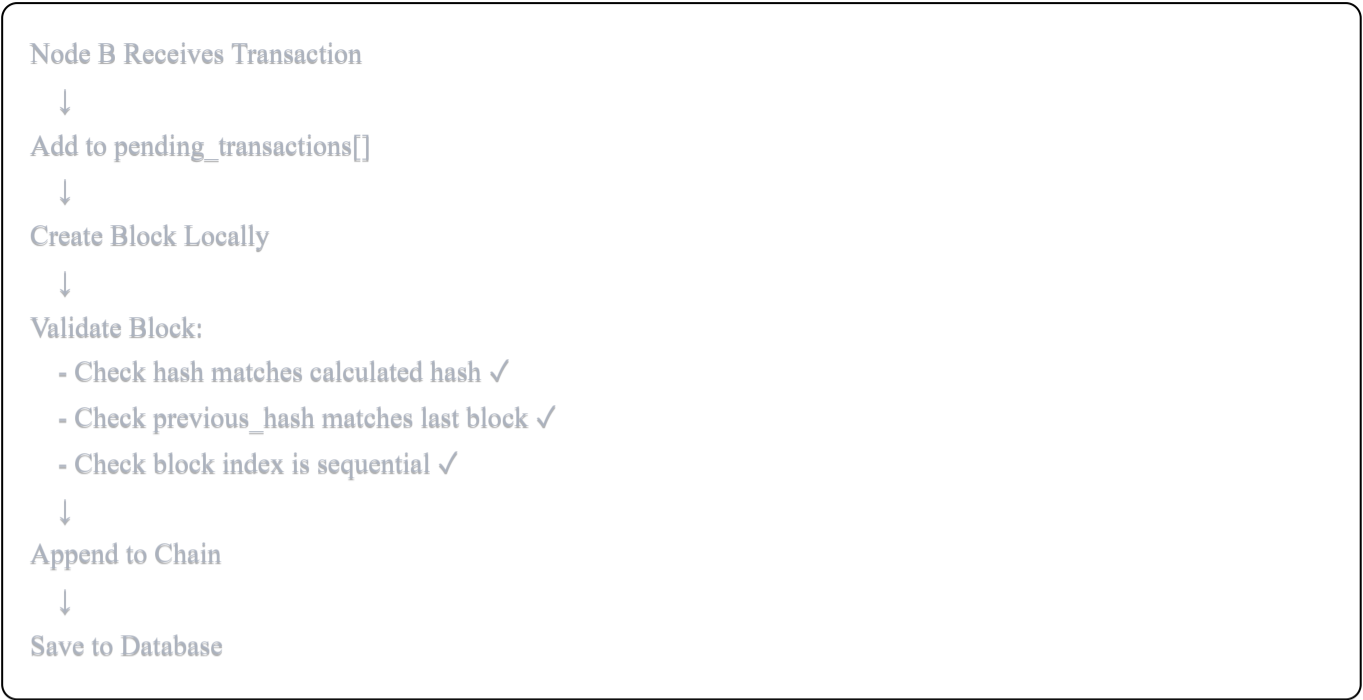 Node B Receives Transaction
↓
Add to pending_transactions[]
↓
Create Block Locally
↓
Validate Block:
- Check hash matches calculated hash ✓
- Check previous_hash matches last block ✓
- Check block index is sequential ✓
↓
Append to Chain
↓
Save to Database